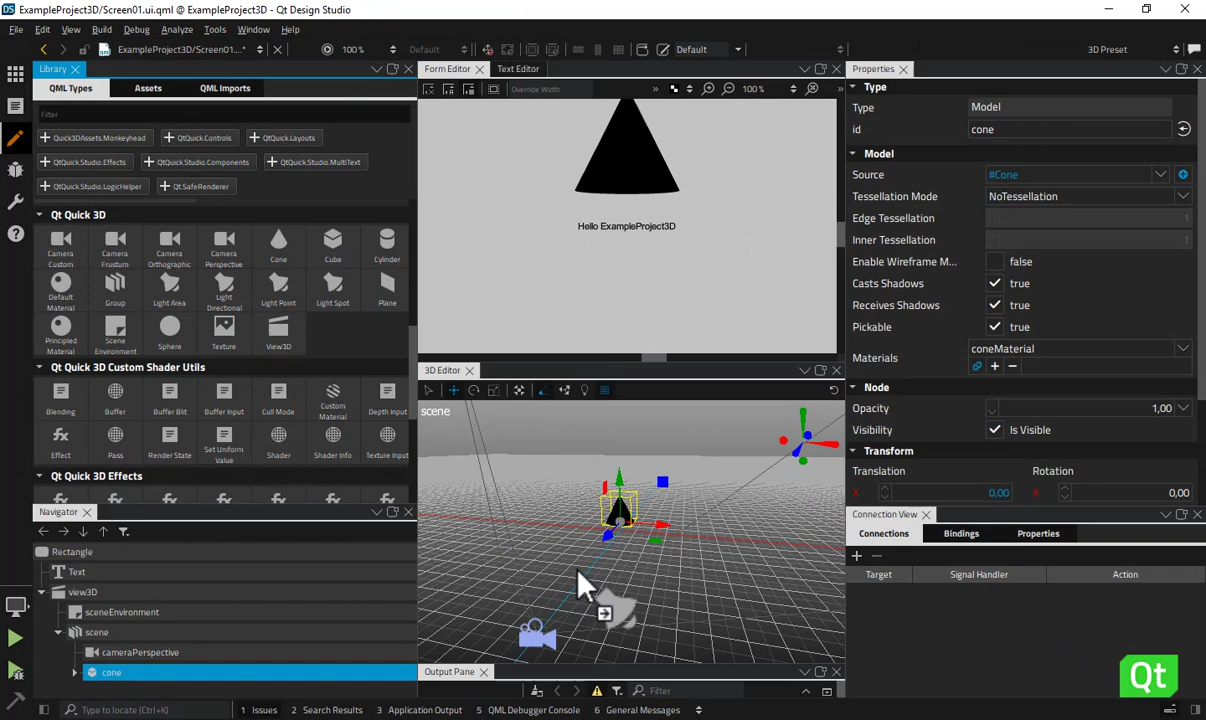 DS ExampleProject3D/Screen01.ui.qml @ ExampleProject3D - Qt Design Studio
File Edit View Build Debug Analyze Tools Window Help
ExampleProject3D/Screen01...* 100 % Default Default 3D Preset
Library
QML Types Assets QML Imports
Filter
Quick3DAssets.Monkeyhead QtQuick.Controls QtQuick.Layouts
QtQuick.Studio.Effects QtQuick.Studio.Components QtQuick.Studio.MultiText
QtQuick.Studio.LogicHelper Qt.SafeRenderer
Qt Quick 3D
Camera Custom
Camera Frustum
Camera Orthographic
Camera Perspective
Cone
Cube
Cylinder
Default Material
Group
Light Area
Light Directional
Light Point
Light Spot
Plane
Principled Material
Scene Environment
Sphere
Texture
View3D
Qt Quick 3D Custom Shader Utils
Blending
Buffer
Buffer Blit
Buffer Input
Cull Mode
Custom Material
Depth Input
Effect
Pass
Render State
Set Uniform Value
Shader
Shader Info
Texture Input
Qt Quick 3D Effects
Navigator
Rectangle
Text
view3D
sceneEnvironment
scene
cameraPerspective
cone
Form Editor Text Editor
Override Width » 100 % »
Hello ExampleProject3D
3D Editor
scene
Output Pane
Filter
Properties
Type
Type Model
id cone
Model
Source #Cone
Tessellation Mode NoTessellation
Edge Tessellation 1
Inner Tessellation 1
Enable Wireframe M... false
Casts Shadows true
Receives Shadows true
Pickable true
Materials coneMaterial
Node
Opacity 1,00
Visibility Is Visible
Transform
Translation Rotation
X 0,00 X 0,00
Connection View
Connections Bindings Properties
Target Signal Handler Action
Qt
Type to locate (Ctrl+K) 1 Issues 2 Search Results 3 Application Output 5 QML Debugger Console 6 General Messages